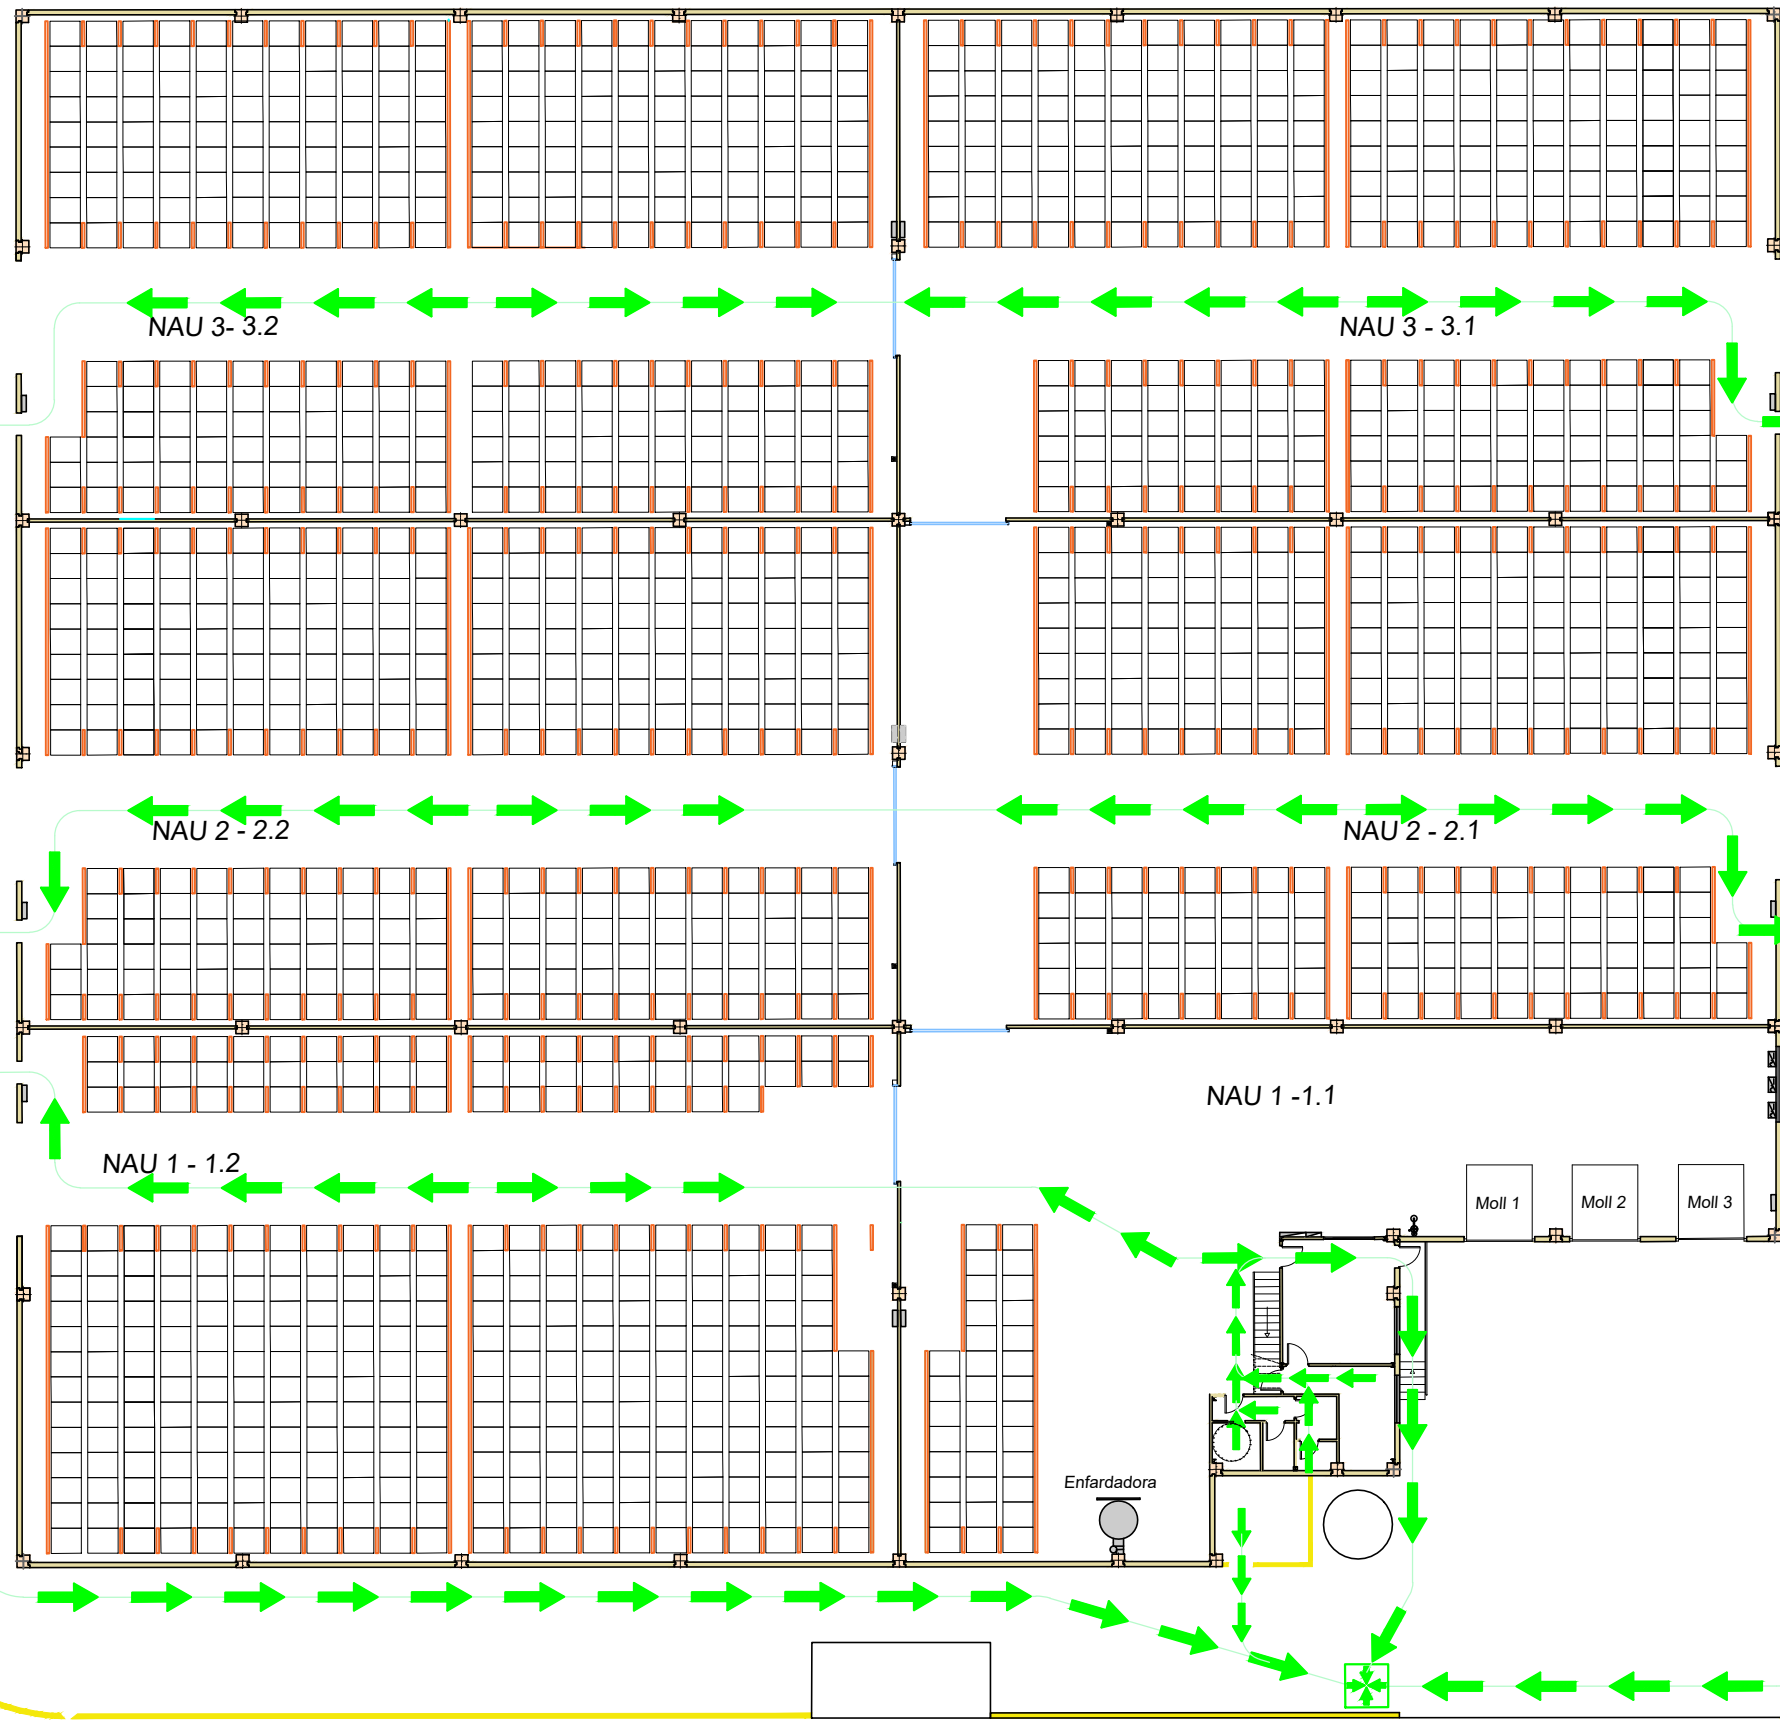 NAU 3- 3.2
NAU 3 - 3.1
NAU 2 - 2.2
NAU 2 - 2.1
NAU 1 -1.1
NAU 1 - 1.2
Moll 1
Moll 2
Moll 3
Enfardadora